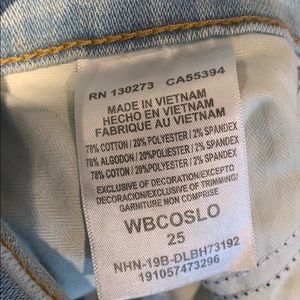 RN 130273 CA55394
MADE IN VIETNAM
HECHO EN VIETNAM
FABRIQUE AU VIETNAM
78% COTTON / 20%POLYESTER / 2% SPANDEX
78% ALGODON / 20%POLIESTER / 2% SPANDEX
78% COTON / 20%POLYESTER / 2% SPANDEX
EXCLUSIVE OF DECORATION/EXCEPTO
DECORACION/EXCLUSIVE OF TRIMMING/
GARNITURE NON COMPRISE
WBCOSLO
25
NHN-19B-DLBH73192
191057473296